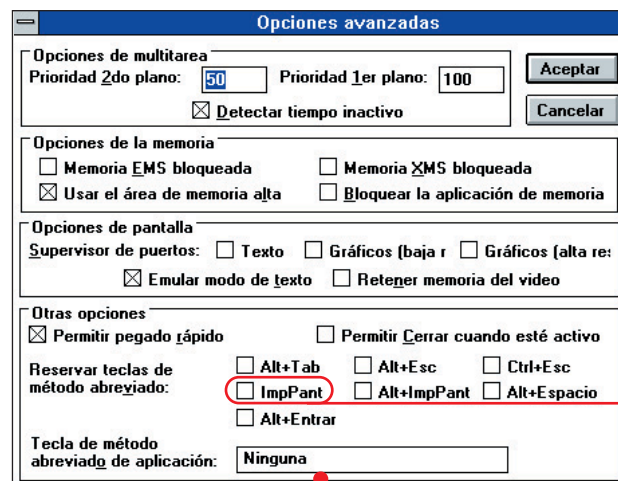 Opciones avanzadas
Opciones de multitarea
Prioridad 2do plano: 50 Prioridad 1er plano: 100
Aceptar
Detectar tiempo inactivo
Cancelar
Opciones de la memoria
Memoria EMS bloqueada Memoria XMS bloqueada
Usar el área de memoria alta Bloquear la aplicación de memoria
Opciones de pantalla
Supervisor de puertos: Texto Gráficos (baja r Gráficos (alta res
Emular modo de texto Retener memoria del video
Otras opciones
Permitir pegado rápido Permitir Cerrar cuando esté activo
Reservar teclas de método abreviado:
Alt+Tab Alt+Esc Ctrl+Esc
ImpPant Alt+ImpPant Alt+Espacio
Alt+Entrar
Tecla de método
abreviado de aplicación: Ninguna